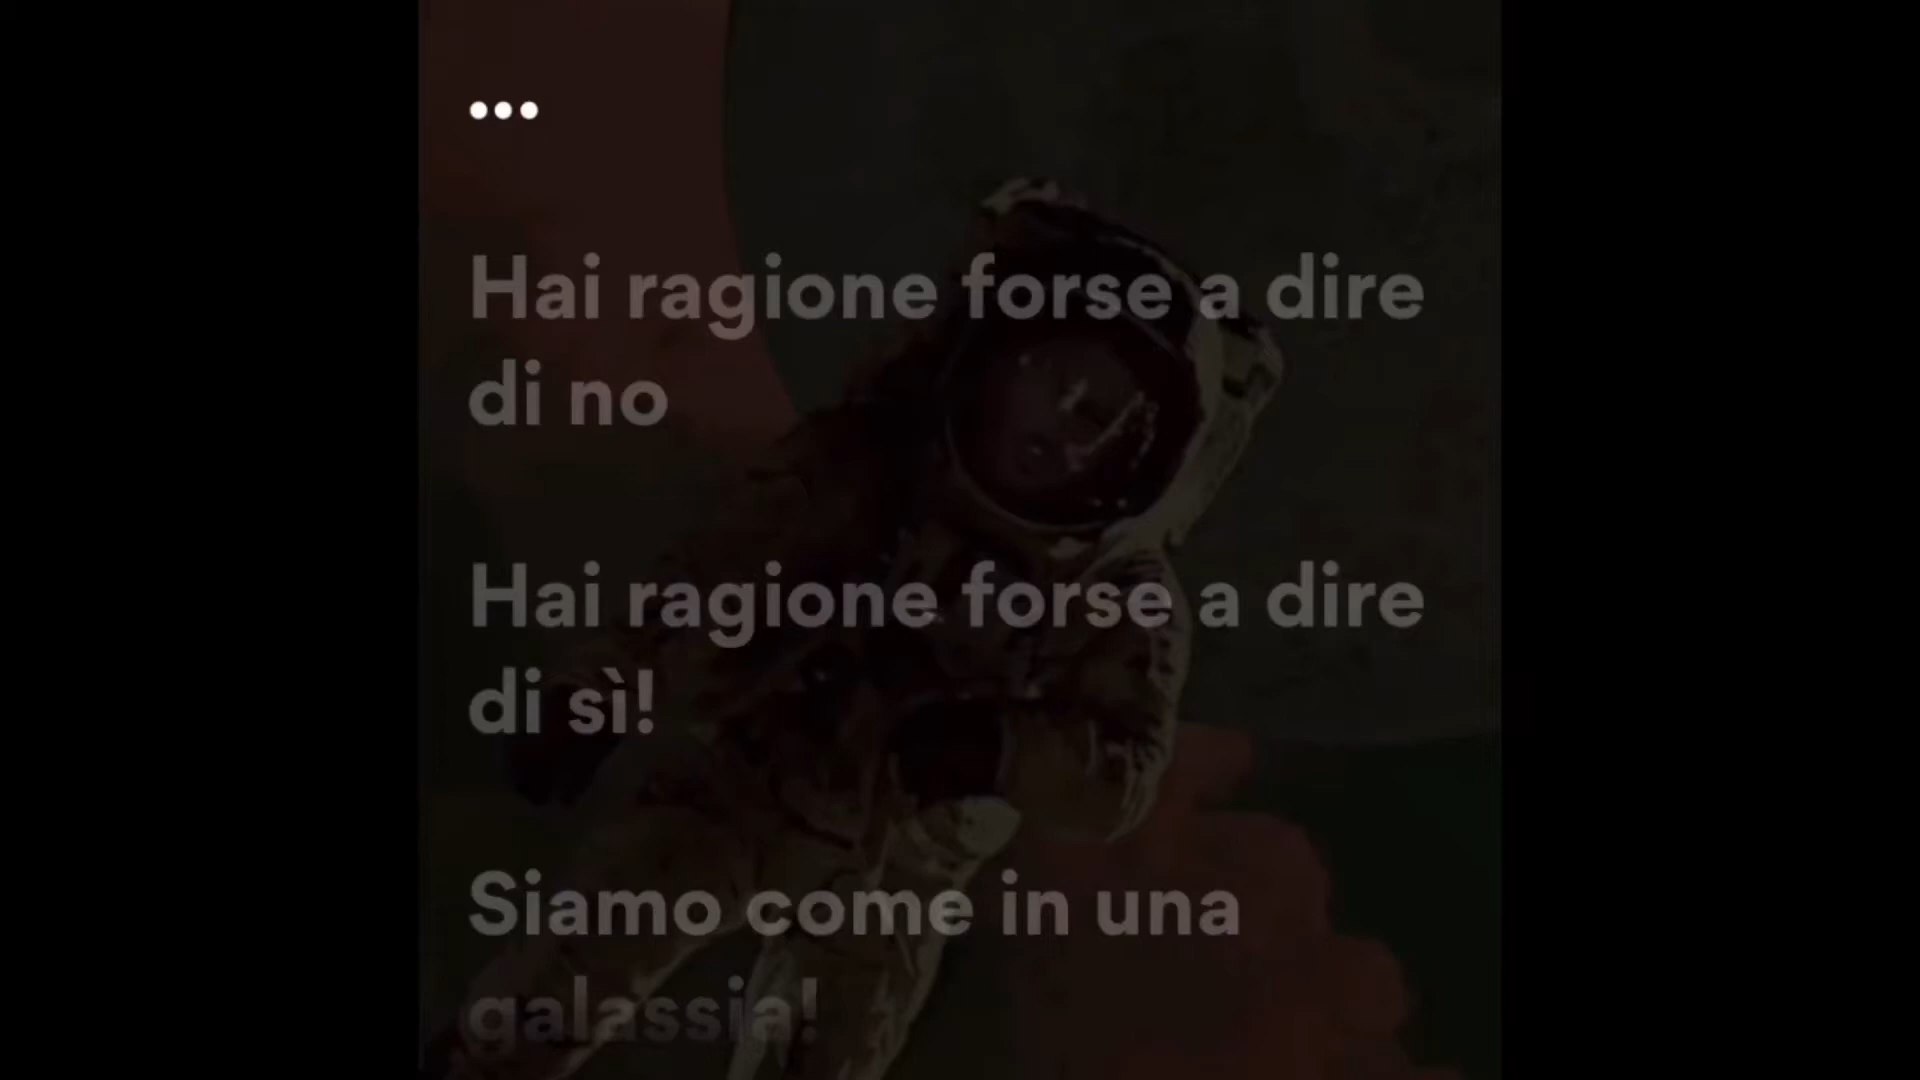 Hai ragione forse a dire
di no
Hai ragione forse a dire
di sì!
Siamo come in una
galassia!